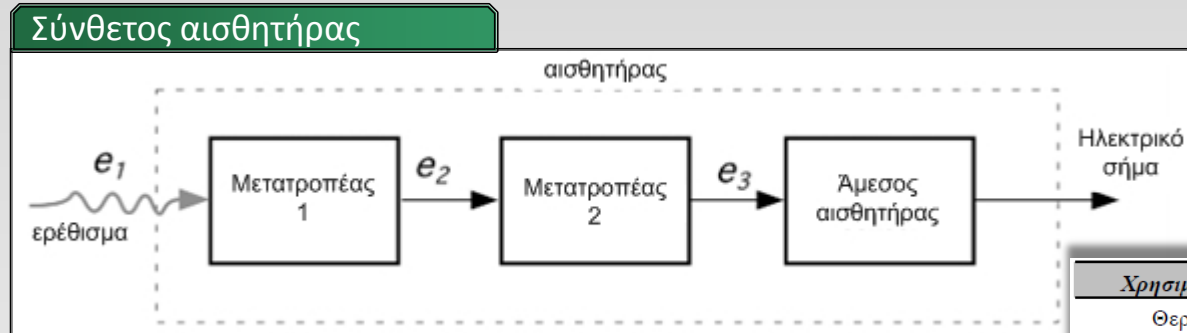 Σύνθετος αισθητήρας
αισθητήρας
e₁
ερέθισμα
Μετατροπέας
1
e₂
Μετατροπέας
2
e₃
Άμεσος
αισθητήρας
Ηλεκτρικό
σήμα